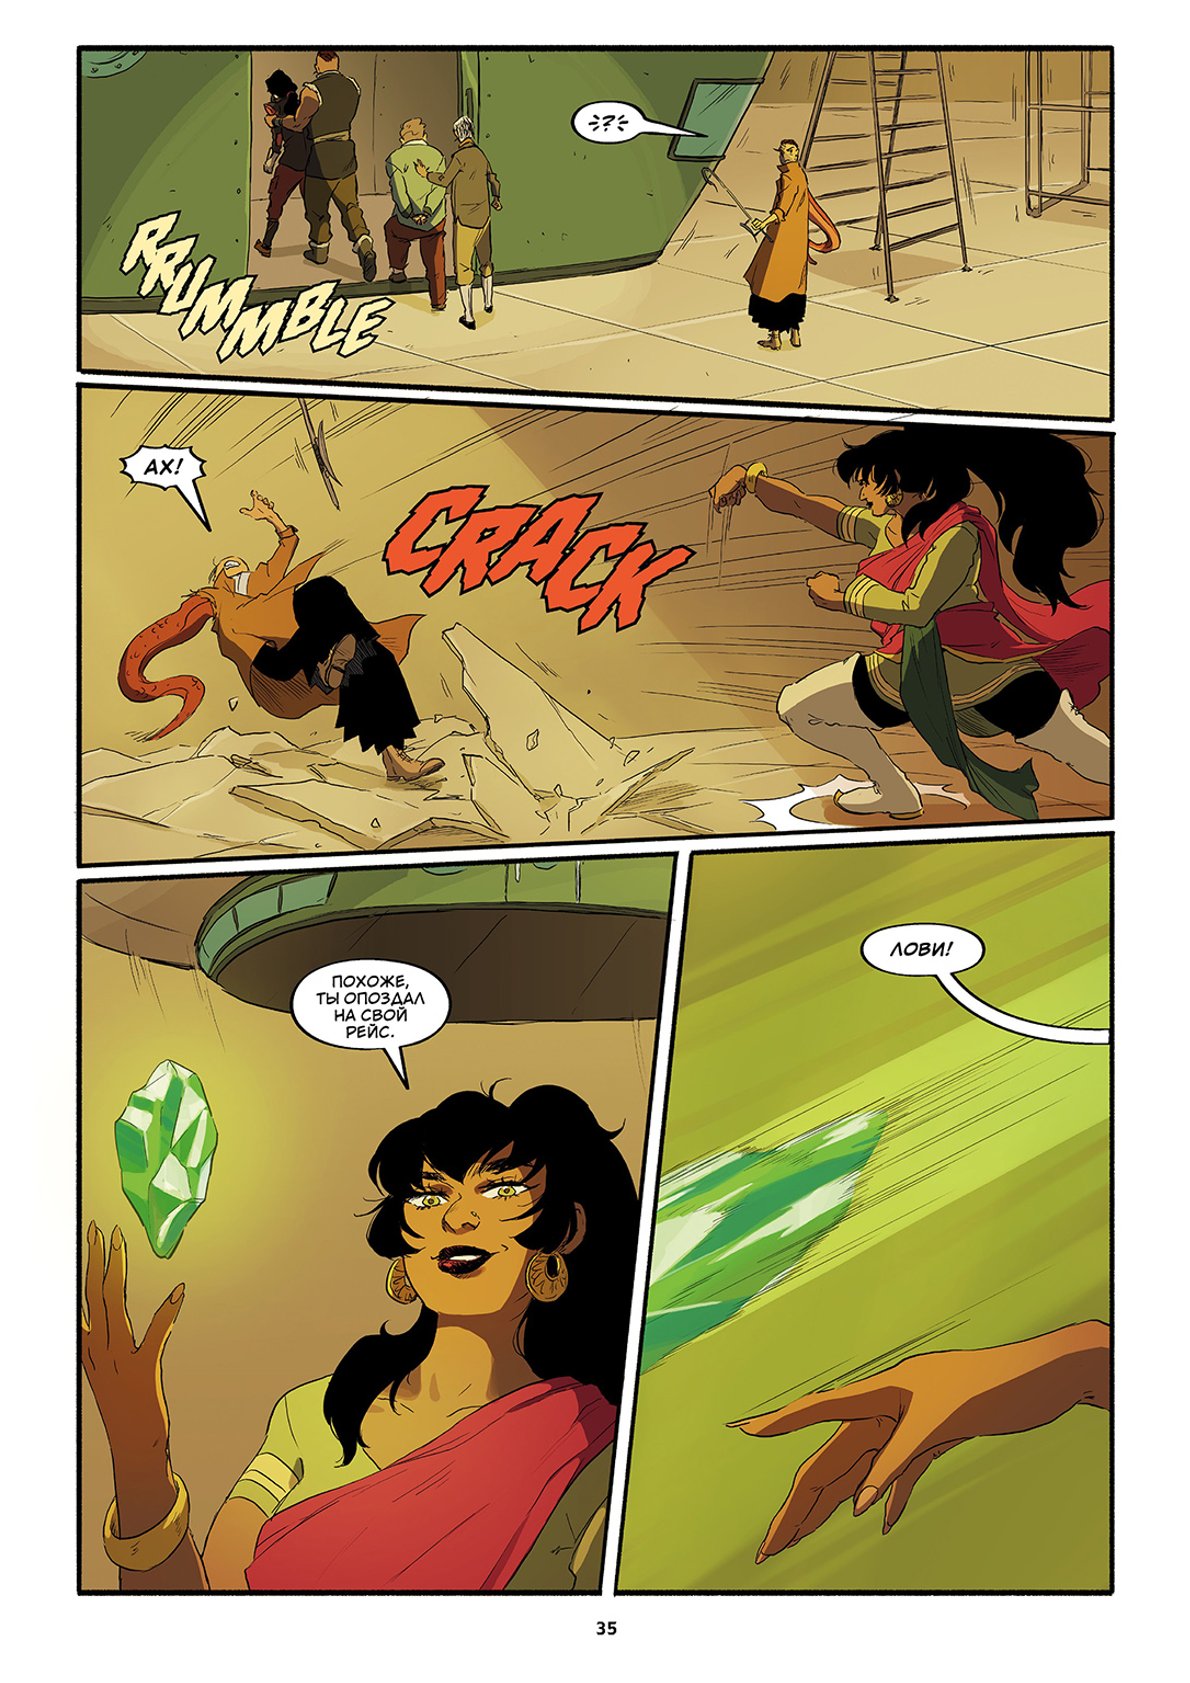 ?
RRUMMBLE
АХ!
CRACK
ПОХОЖЕ,
ТЫ ОПОЗДАЛ
НА СВОЙ
РЕЙС.
ЛОВИ!
35